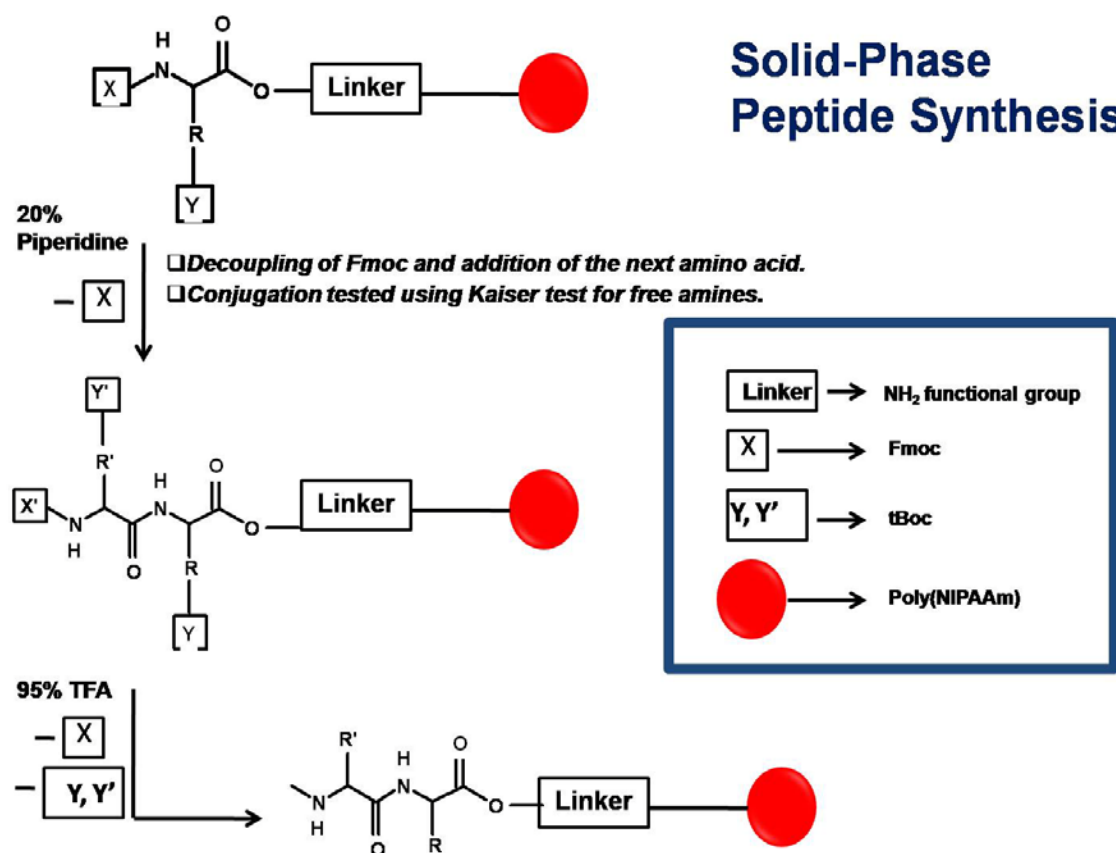 Solid-Phase
Peptide Synthesis
H
O
X
N
O
Linker
R
Y
20%
Piperidine
– X
❑Decoupling of Fmoc and addition of the next amino acid.
❑Conjugation tested using Kaiser test for free amines.
Y'
R'
H
O
X'
N
N
O
Linker
H
O
R
Y
Linker
NH₂ functional group
X
Fmoc
Y, Y’
tBoc
Poly(NIPAAm)
95% TFA
– X
– Y, Y’
R'
H
O
N
N
O
Linker
H
O
R